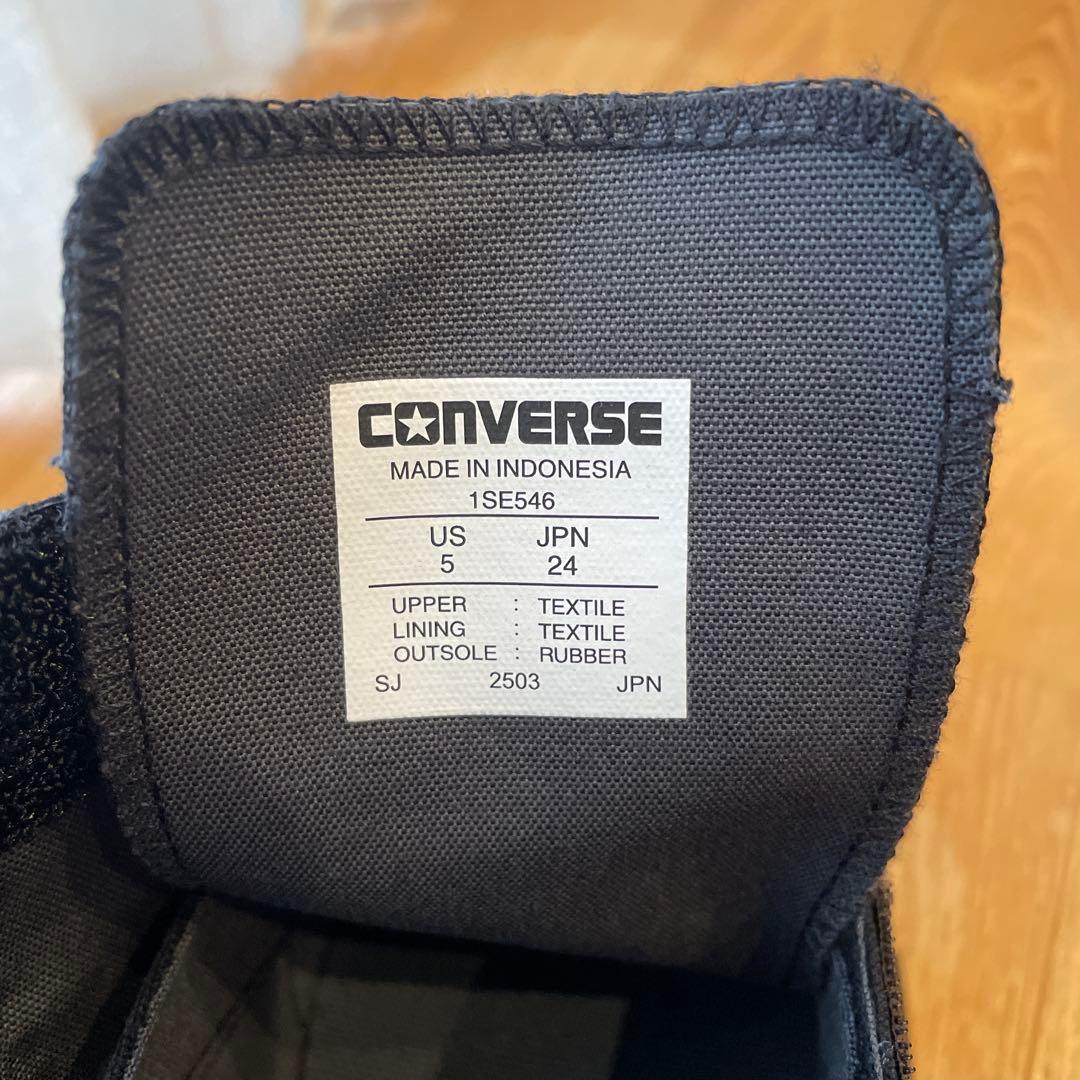 CONVERSE
MADE IN INDONESIA
1SE546
US JPN
5 24
UPPER : TEXTILE
LINING : TEXTILE
OUTSOLE : RUBBER
SJ 2503 JPN